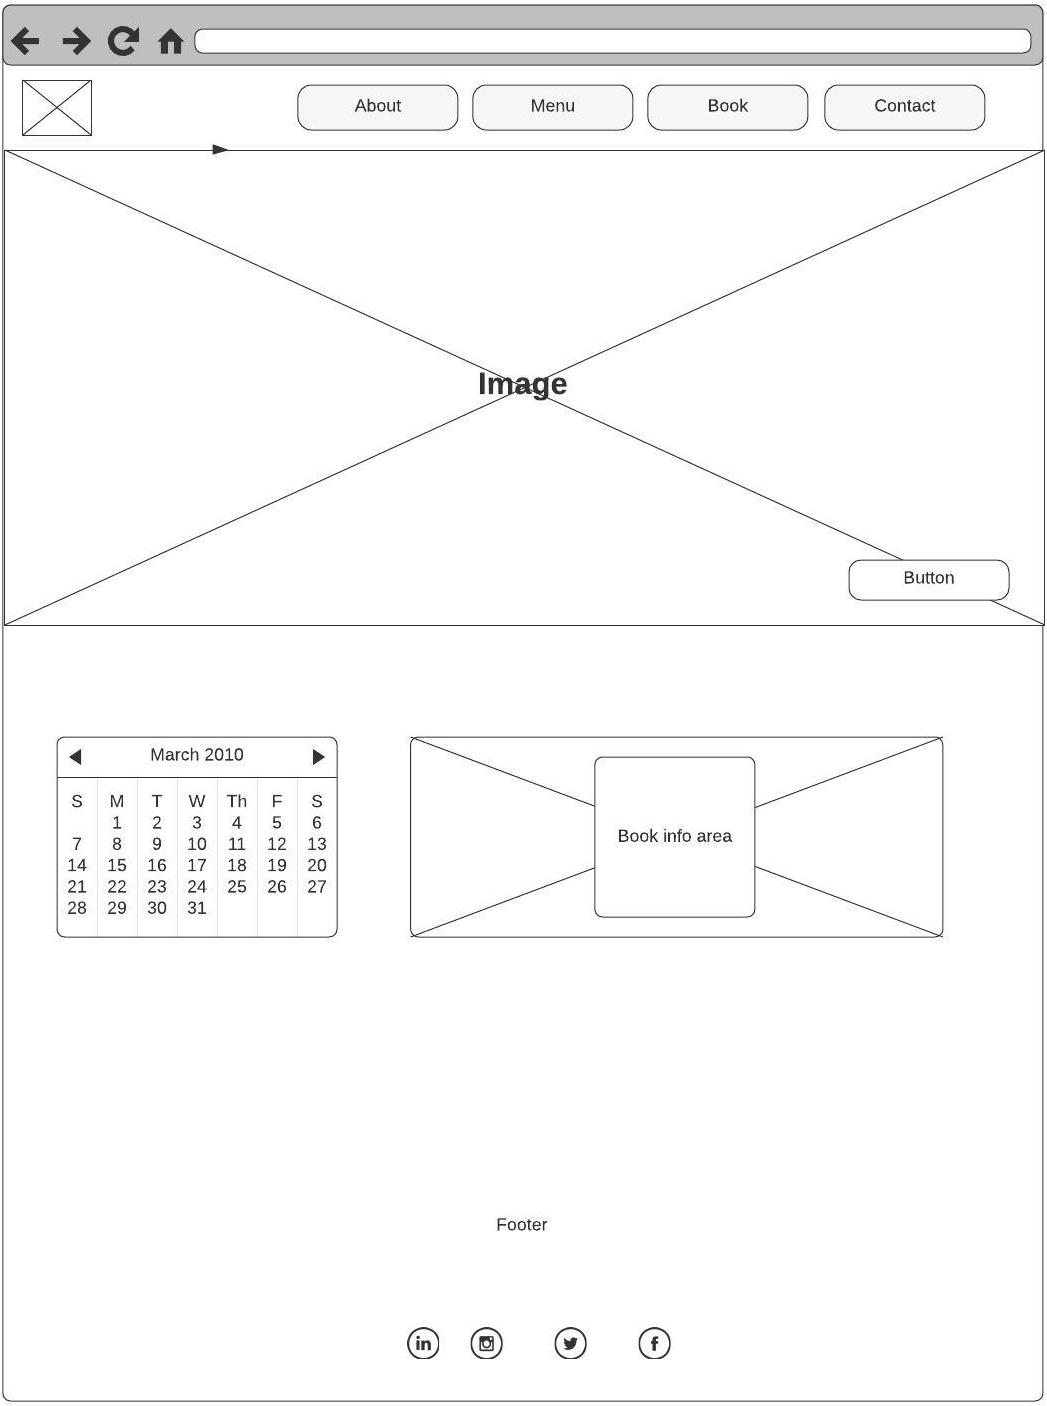 About Menu Book Contact
Image
Button
March 2010
S M T W Th F S
1 2 3 4 5 6
7 8 9 10 11 12 13
14 15 16 17 18 19 20
21 22 23 24 25 26 27
28 29 30 31
Book info area
Footer
in f